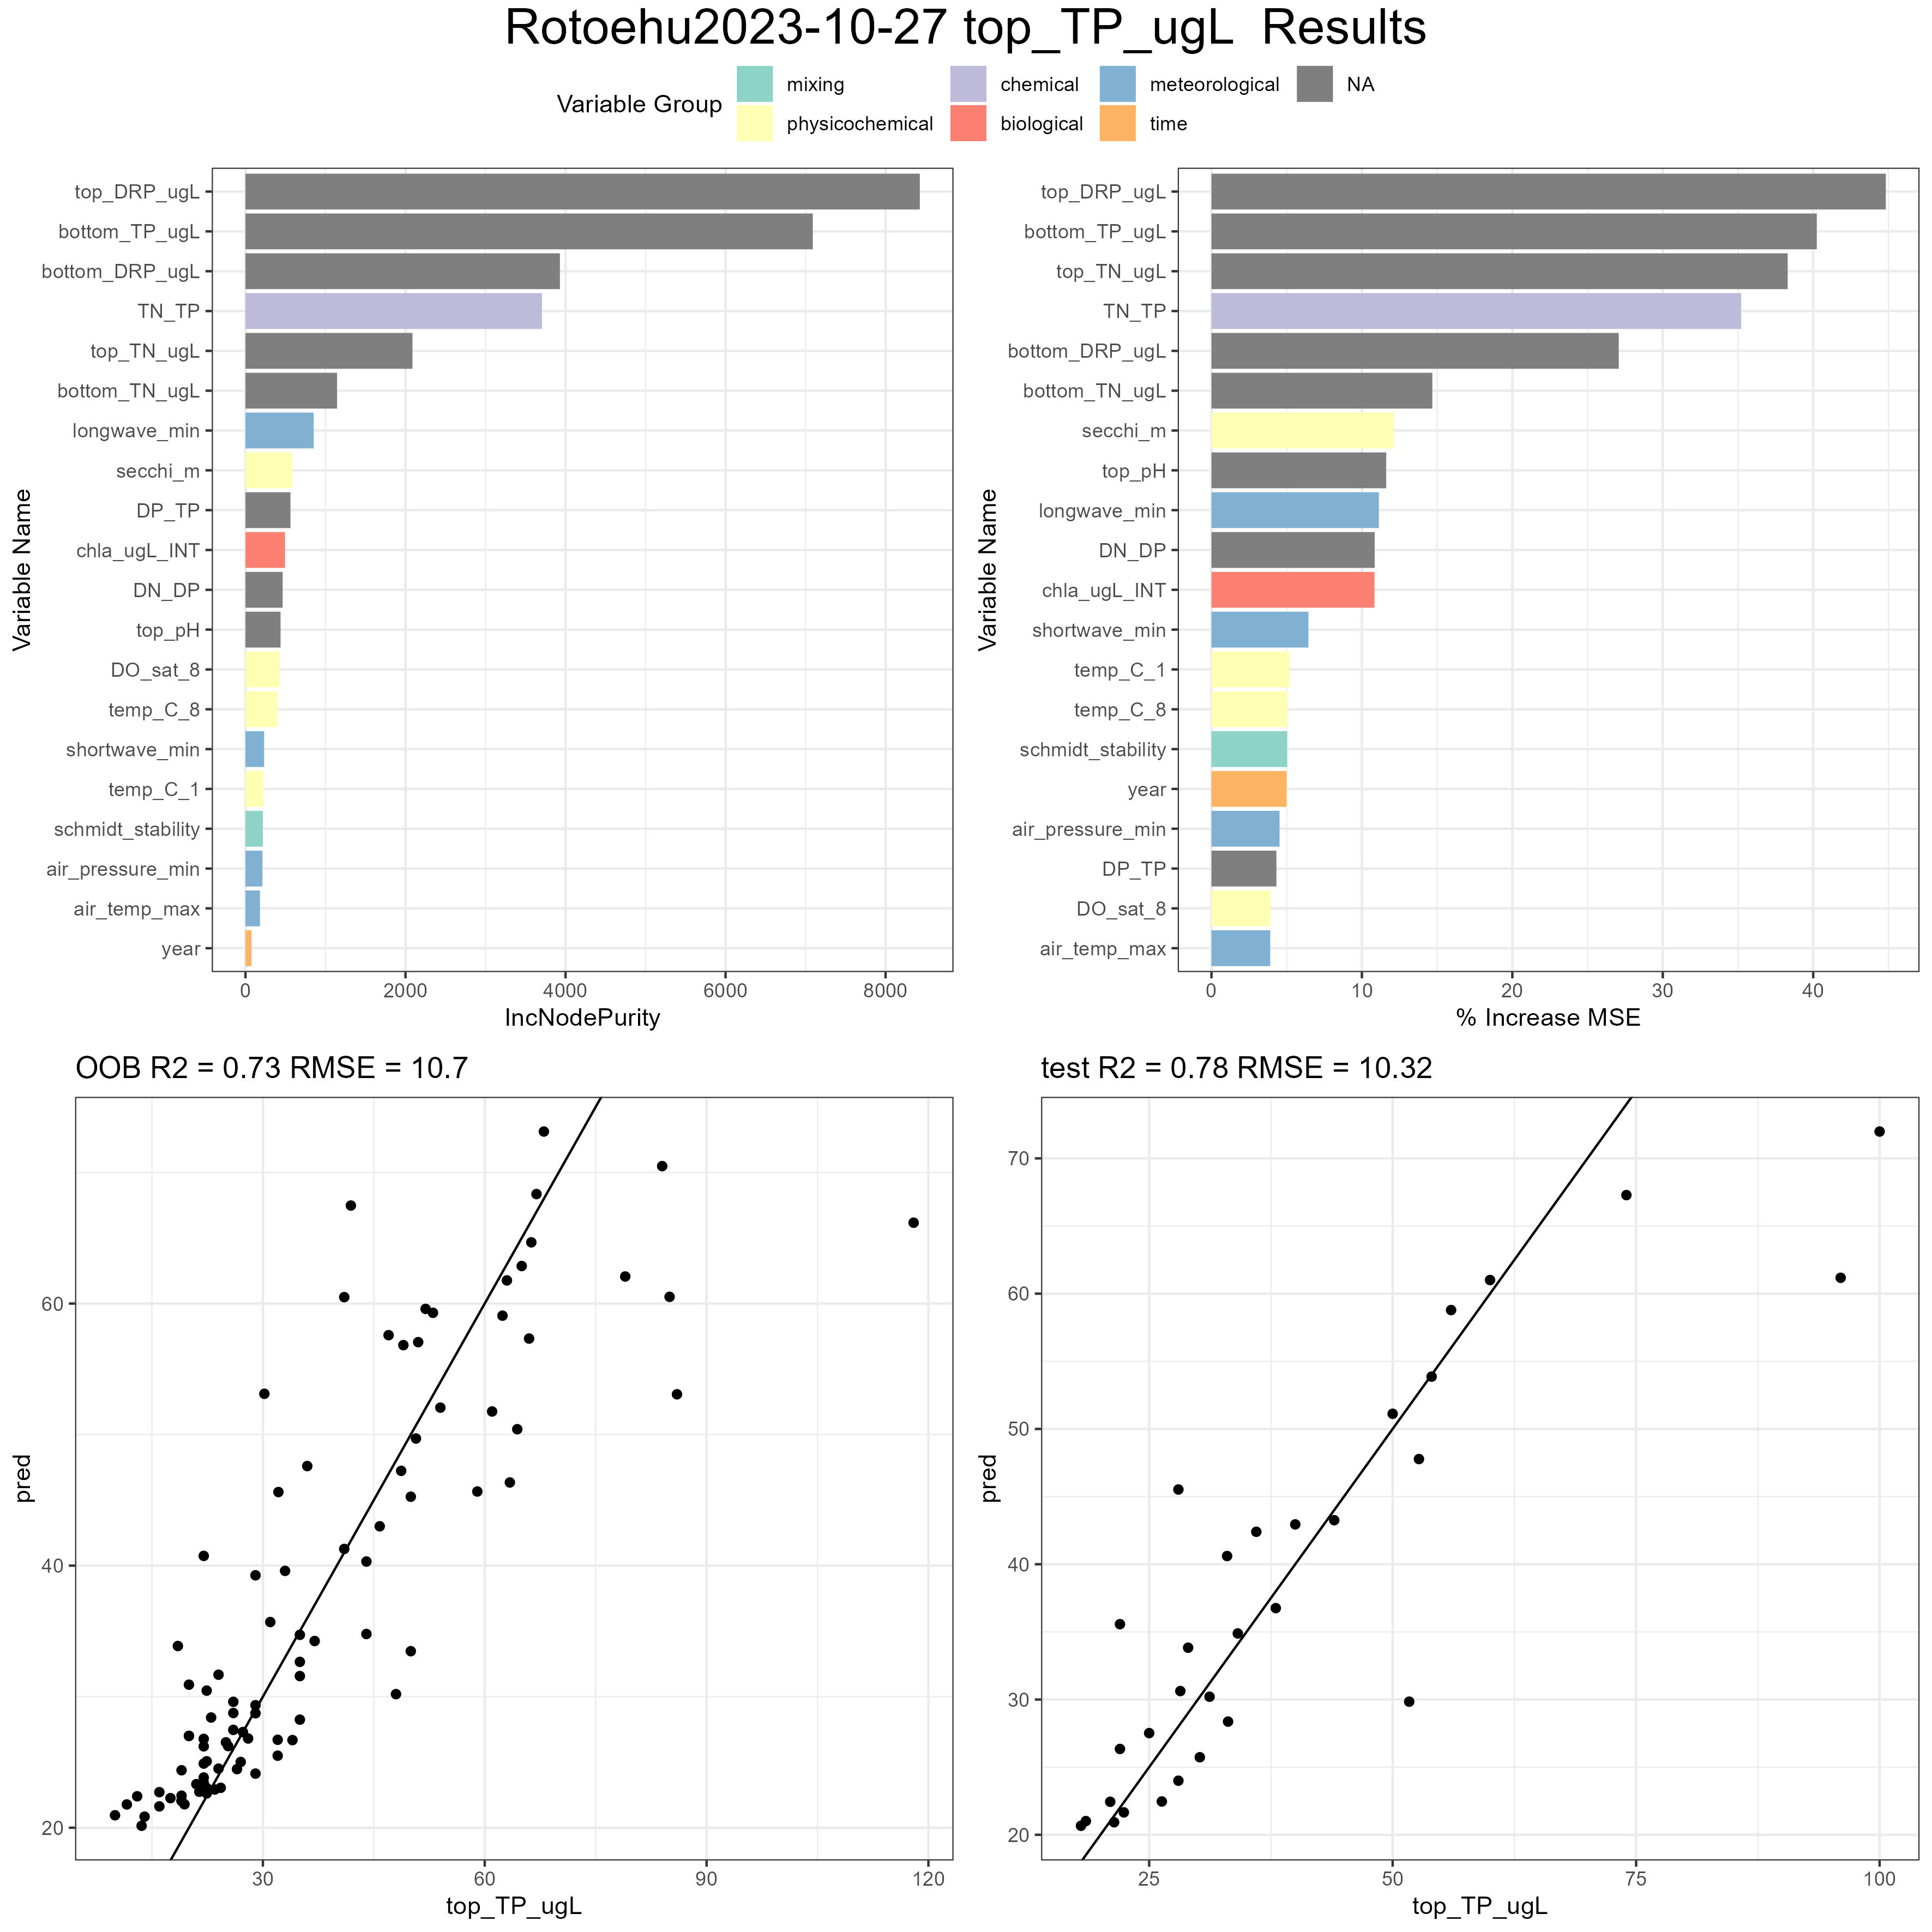 Rotoehu2023-10-27 top_TP_ugL  Results
Variable Group
mixing
chemical
meteorological
NA
physicochemical
biological
time
Variable Name
top_DRP_ugL
bottom_TP_ugL
bottom_DRP_ugL
TN_TP
top_TN_ugL
bottom_TN_ugL
longwave_min
secchi_m
DP_TP
chla_ugL_INT
DN_DP
top_pH
DO_sat_8
temp_C_8
shortwave_min
temp_C_1
schmidt_stability
air_pressure_min
air_temp_max
year
0 2000 4000 6000 8000
IncNodePurity
Variable Name
top_DRP_ugL
bottom_TP_ugL
top_TN_ugL
TN_TP
bottom_DRP_ugL
bottom_TN_ugL
secchi_m
top_pH
longwave_min
DN_DP
chla_ugL_INT
shortwave_min
temp_C_1
temp_C_8
schmidt_stability
year
air_pressure_min
DP_TP
DO_sat_8
air_temp_max
0 10 20 30 40
% Increase MSE
OOB R2 = 0.73 RMSE = 10.7
pred
60
40
20
30 60 90 120
top_TP_ugL
test R2 = 0.78 RMSE = 10.32
pred
70
60
50
40
30
20
25 50 75 100
top_TP_ugL